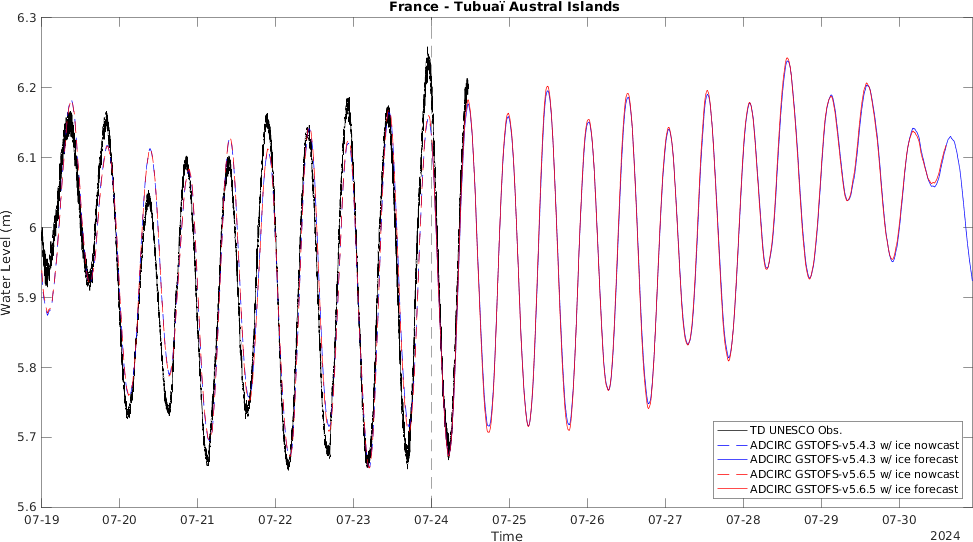 France - Tubuaï Austral Islands
6.3
6.2
6.1
6
5.9
5.8
5.7
5.6
Water Level (m)
TD UNESCO Obs.
ADCIRC GSTOFS-v5.4.3 w/ ice nowcast
ADCIRC GSTOFS-v5.4.3 w/ ice forecast
ADCIRC GSTOFS-v5.6.5 w/ ice nowcast
ADCIRC GSTOFS-v5.6.5 w/ ice forecast
07-19 07-20 07-21 07-22 07-23 07-24 07-25 07-26 07-27 07-28 07-29 07-30
Time
2024